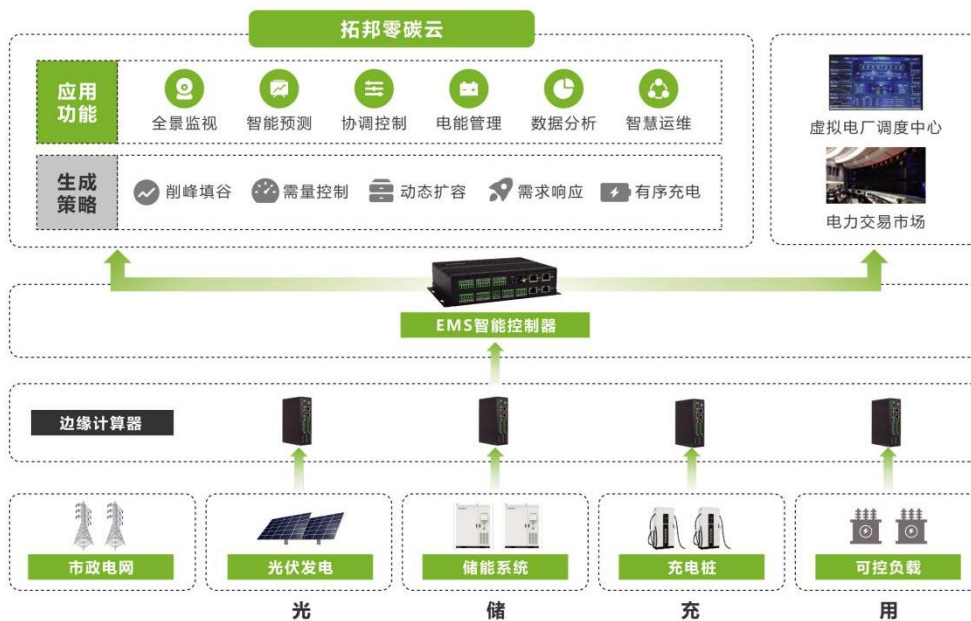 拓邦零碳云
应用
功能
全景监视
智能预测
协调控制
电能管理
数据分析
智慧运维
生成
策略
削峰填谷
需量控制
动态扩容
需求响应
有序充电
虚拟电厂调度中心
电力交易市场
EMS智能控制器
边缘计算器
市政电网
光伏发电
储能系统
充电桩
可控负载
光
储
充
用